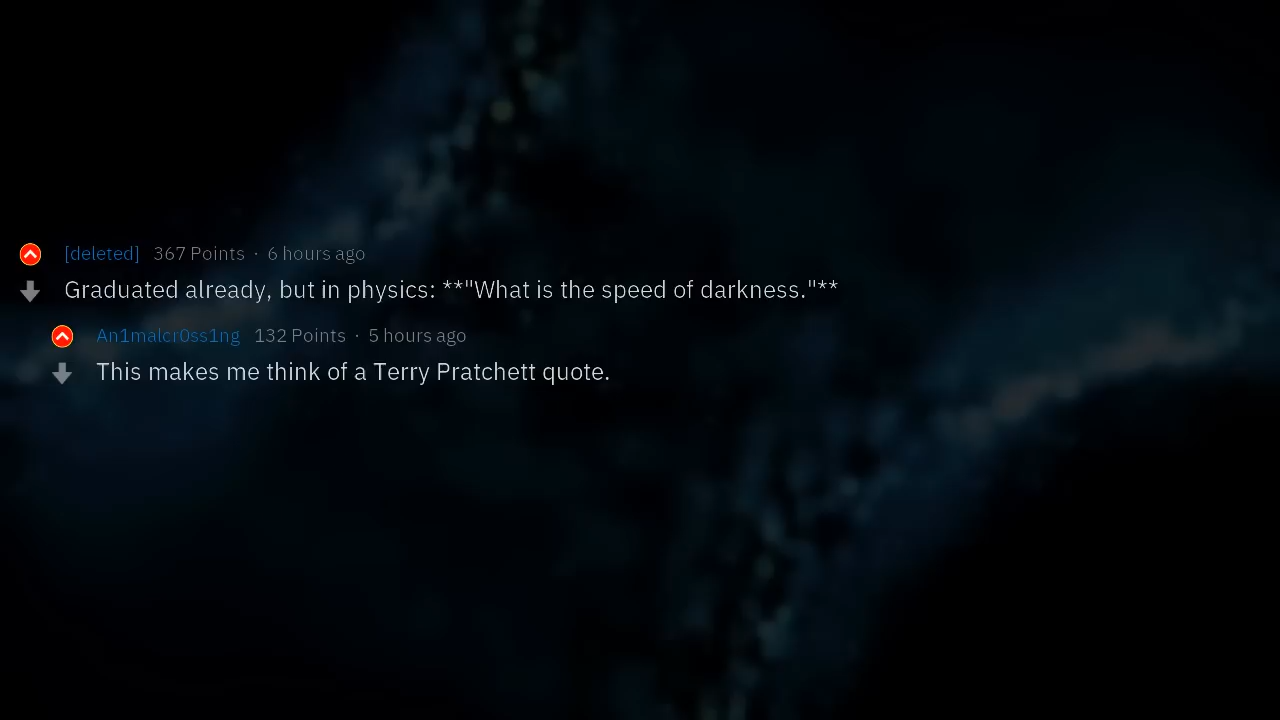 [deleted] 367 Points · 6 hours ago
Graduated already, but in physics: **"What is the speed of darkness."**
An1malcr0ss1ng 132 Points · 5 hours ago
This makes me think of a Terry Pratchett quote.